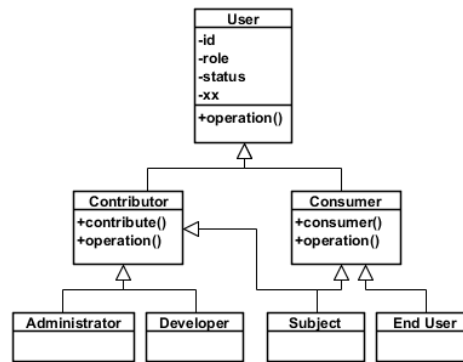 User
-id
-role
-status
-xx
+operation()
Contributor
+contribute()
+operation()
Consumer
+consumer()
+operation()
Administrator
Developer
Subject
End User